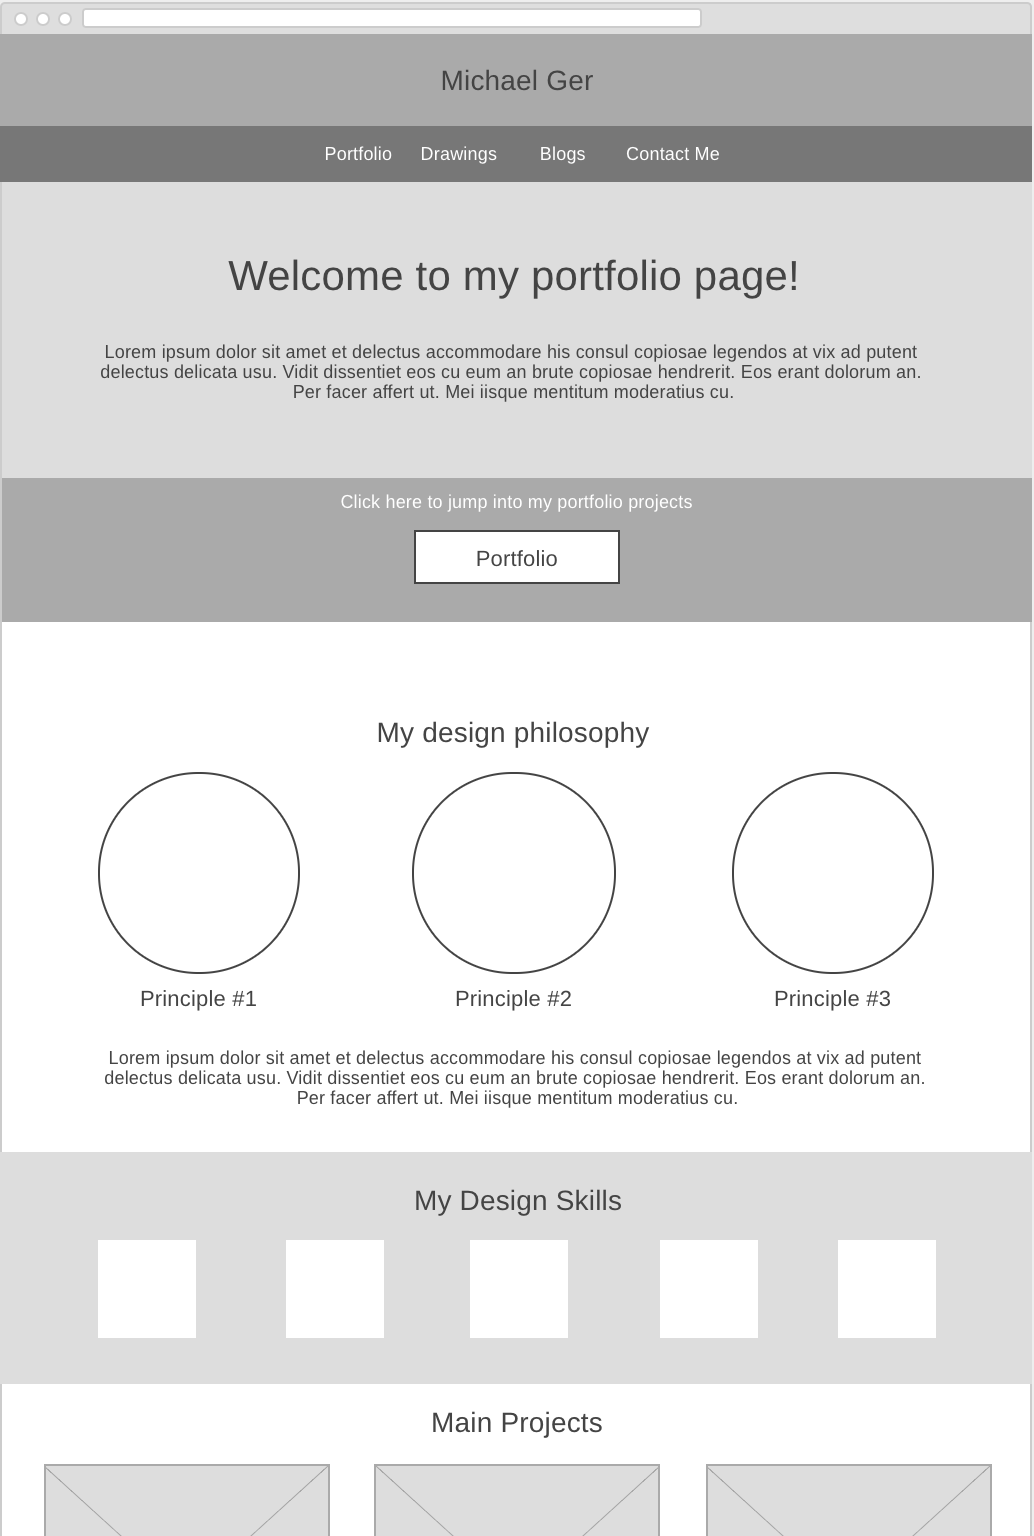 Michael Ger
Portfolio Drawings Blogs Contact Me
Welcome to my portfolio page!
Lorem ipsum dolor sit amet et delectus accommodare his consul copiosae legendos at vix ad putent
delectus delicata usu. Vidit dissentiet eos cu eum an brute copiosae hendrerit. Eos erant dolorum an.
Per facer affert ut. Mei iisque mentitum moderatius cu.
Click here to jump into my portfolio projects
Portfolio
My design philosophy
Principle #1 Principle #2 Principle #3
Lorem ipsum dolor sit amet et delectus accommodare his consul copiosae legendos at vix ad putent
delectus delicata usu. Vidit dissentiet eos cu eum an brute copiosae hendrerit. Eos erant dolorum an.
Per facer affert ut. Mei iisque mentitum moderatius cu.
My Design Skills
Main Projects